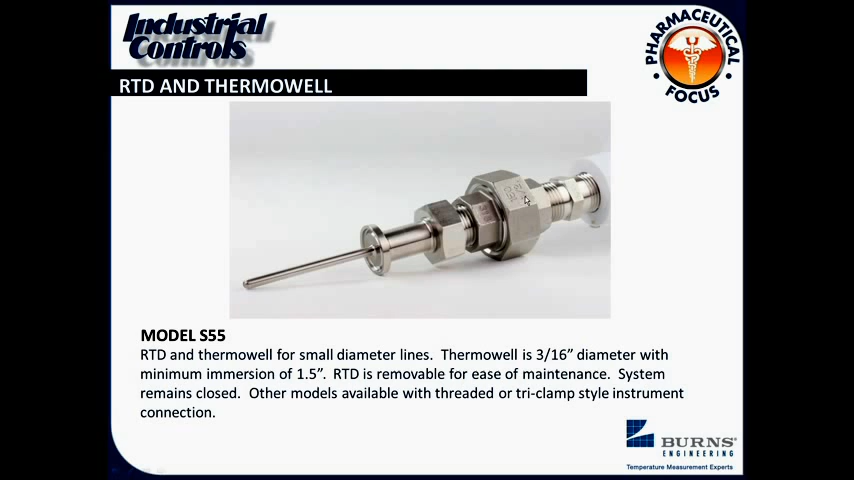 Industrial
Controls
PHARMACEUTICAL
FOCUS
RTD AND THERMOWELL
316
MODEL S55
RTD and thermowell for small diameter lines. Thermowell is 3/16” diameter with
minimum immersion of 1.5”. RTD is removable for ease of maintenance. System
remains closed. Other models available with threaded or tri-clamp style instrument
connection.
BURNS®
ENGINEERING
Temperature Measurement Experts